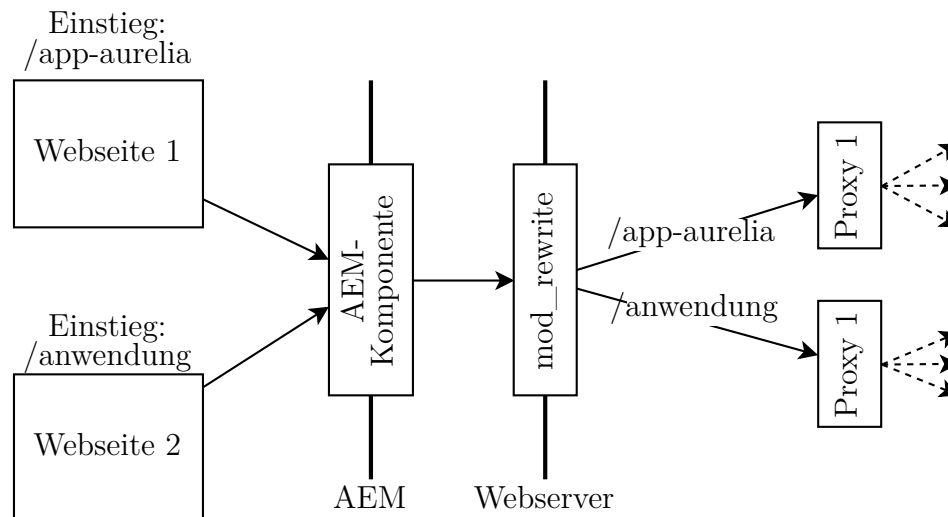 Einstieg:
/app-aurelia
Webseite 1
Einstieg:
/anwendung
Webseite 2
AEM-
Komponente
AEM
mod_rewrite
Webserver
/app-aurelia
/anwendung
Proxy 1
Proxy 1